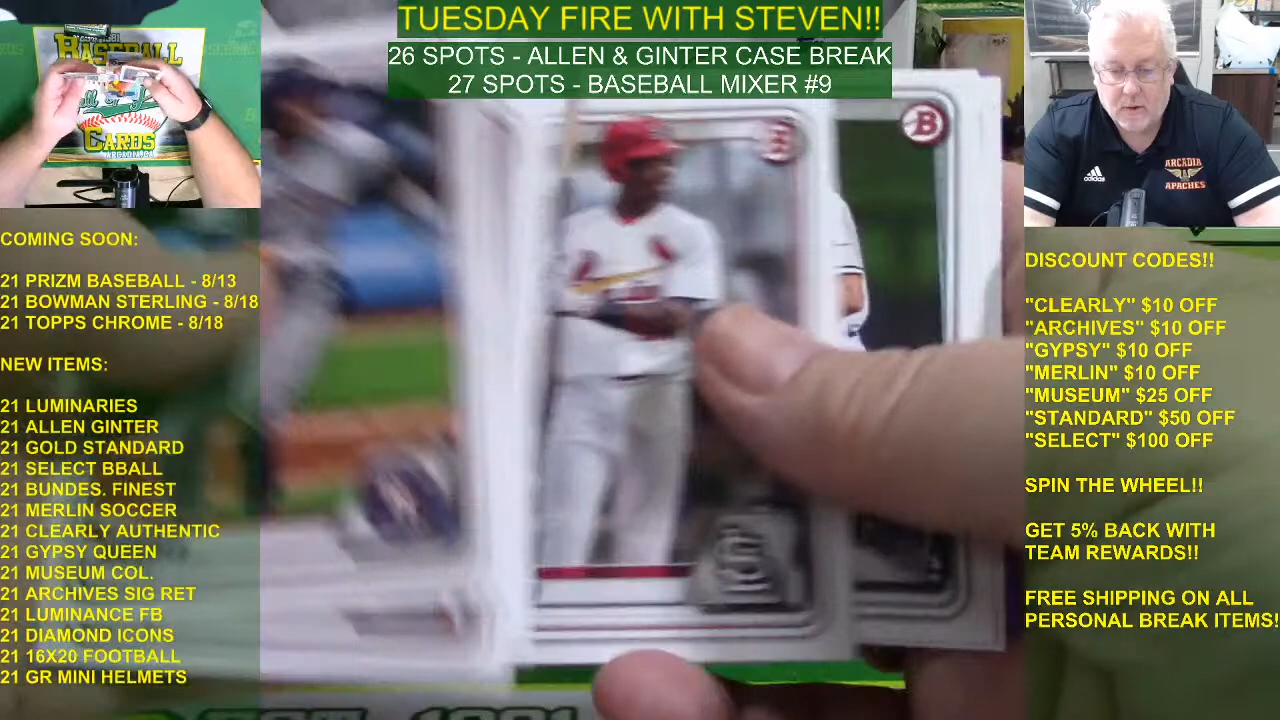 TUESDAY FIRE WITH STEVEN!!
26 SPOTS - ALLEN & GINTER CASE BREAK
27 SPOTS - BASEBALL MIXER #9
BASEBALL
CARDS
ARCADIA, CA
adidas
ARCADIA
APACHES
B
COMING SOON:
21 PRIZM BASEBALL - 8/13
21 BOWMAN STERLING - 8/18
21 TOPPS CHROME - 8/18
NEW ITEMS:
21 LUMINARIES
21 ALLEN GINTER
21 GOLD STANDARD
21 SELECT BBALL
21 BUNDES. FINEST
21 MERLIN SOCCER
21 CLEARLY AUTHENTIC
21 GYPSY QUEEN
21 MUSEUM COL.
21 ARCHIVES SIG RET
21 LUMINANCE FB
21 DIAMOND ICONS
21 16X20 FOOTBALL
21 GR MINI HELMETS
DISCOUNT CODES!!
"CLEARLY" $10 OFF
"ARCHIVES" $10 OFF
"GYPSY" $10 OFF
"MERLIN" $10 OFF
"MUSEUM" $25 OFF
"STANDARD" $50 OFF
"SELECT" $100 OFF
SPIN THE WHEEL!!
GET 5% BACK WITH
TEAM REWARDS!!
FREE SHIPPING ON ALL
PERSONAL BREAK ITEMS!